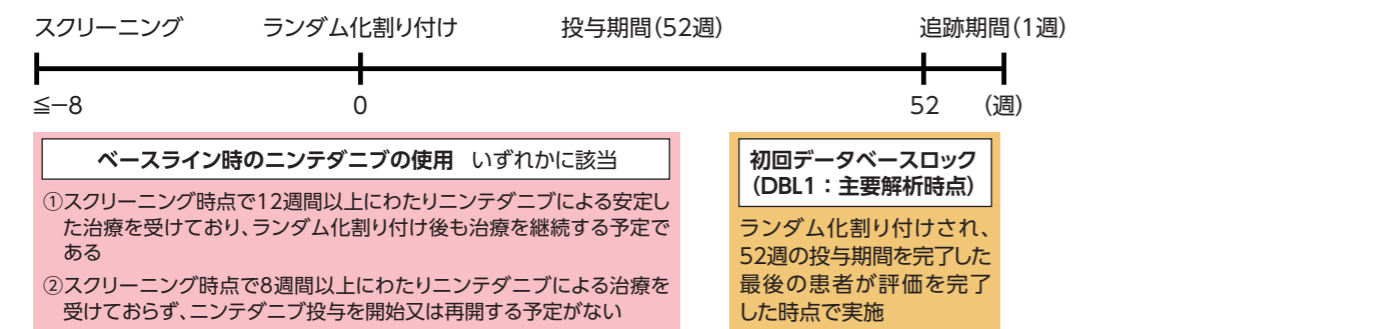 スクリーニング ランダム化割り付け 投与期間(52週) 追跡期間(1週)
≦−8 0 52 (週)
ベースライン時のニンテダニブの使用 いずれかに該当
①スクリーニング時点で12週間以上にわたりニンテダニブによる安定し
た治療を受けており、ランダム化割り付け後も治療を継続する予定で
ある
②スクリーニング時点で8週間以上にわたりニンテダニブによる治療を
受けておらず、ニンテダニブ投与を開始又は再開する予定がない
初回データベースロック
(DBL1:主要解析時点)
ランダム化割り付けされ、
52週の投与期間を完了した
最後の患者が評価を完了
した時点で実施